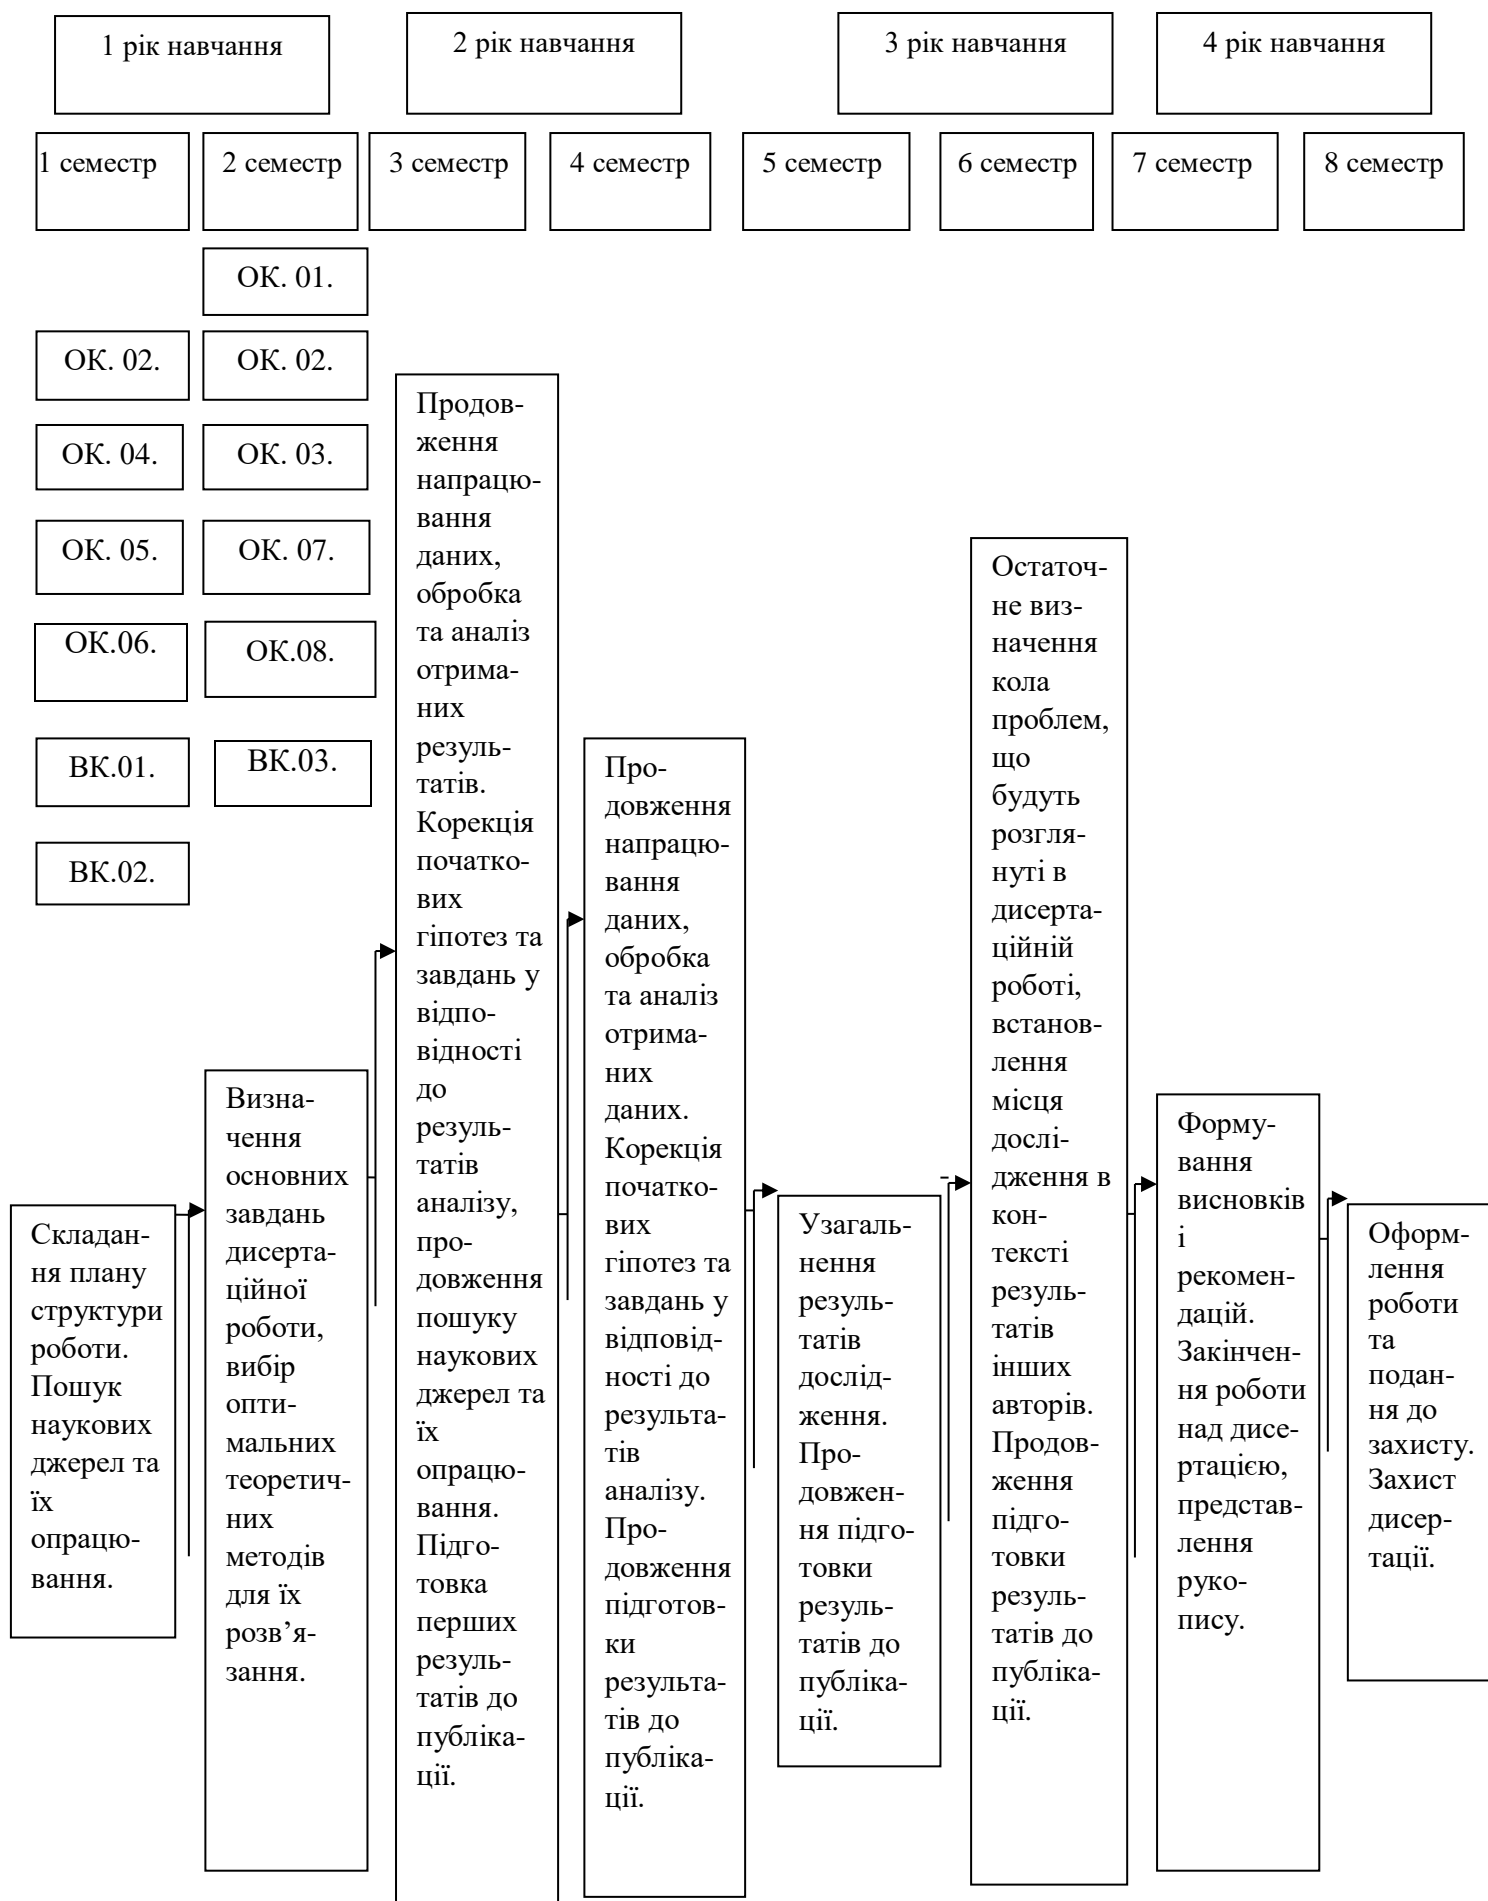 1 рік навчання
2 рік навчання
3 рік навчання
4 рік навчання
1 семестр
2 семестр
3 семестр
4 семестр
5 семестр
6 семестр
7 семестр
8 семестр
ОК. 01.
ОК. 02.
ОК. 02.
ОК. 04.
ОК. 03.
ОК. 05.
ОК. 07.
ОК.06.
ОК.08.
ВК.01.
ВК.03.
ВК.02.
Складан-
ня плану
структури
роботи.
Пошук
наукових
джерел та
їх
опрацю-
вання.
Визна-
чення
основних
завдань
дисерта-
ційної
роботи,
вибір
опти-
мальних
теоретич-
них
методів
для їх
розв’я-
зання.
Продов-
ження
напрацю-
вання
даних,
обробка
та аналіз
отрима-
них
резуль-
татів.
Корекція
початко-
вих
гіпотез та
завдань у
відпо-
відності
до
резуль-
татів
аналізу,
про-
довження
пошуку
наукових
джерел та
їх
опрацю-
вання.
Підго-
товка
перших
резуль-
татів до
публіка-
ції.
Про-
довження
напрацю-
вання
даних,
обробка
та аналіз
отрима-
них
даних.
Корекція
початко-
вих
гіпотез та
завдань у
відповід-
ності до
результа-
тів
аналізу.
Про-
довження
підготов-
ки
результа-
тів до
публіка-
ції.
Узагаль-
нення
резуль-
татів
дослід-
ження.
Про-
довжен-
ня підго-
товки
резуль-
татів до
публіка-
ції.
Остаточ-
не виз-
начення
кола
проблем,
що
будуть
розгля-
нуті в
дисерта-
ційній
роботі,
встанов-
лення
місця
дослі-
дження в
кон-
тексті
резуль-
татів
інших
авторів.
Продов-
ження
підго-
товки
резуль-
татів до
публіка-
ції.
Форму-
вання
висновків
і
рекомен-
дацій.
Закінчен-
ня роботи
над дисе-
ртацією,
представ-
лення
руко-
пису.
Оформ-
лення
роботи
та
подан-
ня до
захисту.
Захист
дисер-
тації.